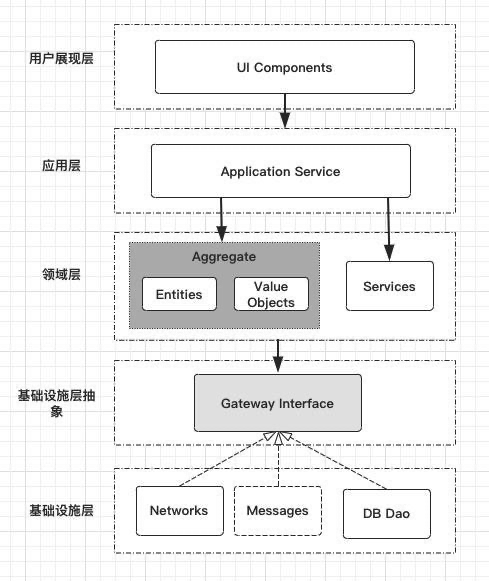 用户展现层
UI Components
应用层
Application Service
领域层
Aggregate
Entities
Value
Objects
Services
基础设施层抽
象
Gateway Interface
基础设施层
Networks
Messages
DB Dao